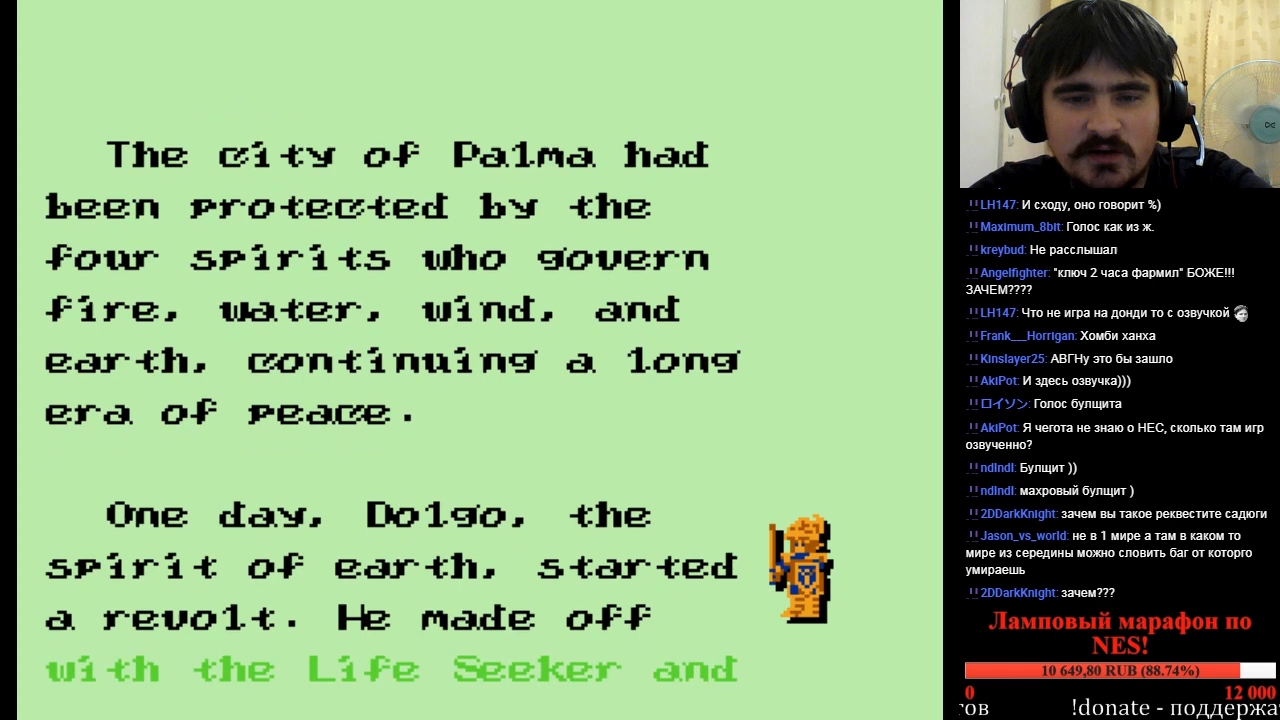 The city of Palma had
been protected by the
four spirits who govern
fire, water, wind, and
earth, continuing a long
era of peace.
One day, Dolgo, the
spirit of earth, started
a revolt. He made off
with the Life Seeker and
LH147: И сходу, оно говорит %)
Maximum_8bit: Голос как из ж.
kreybud: Не расслышал
Angelfighter: "ключ 2 часа фармил" БОЖЕ!!!
ЗАЧЕМ????
LH147: Что не игра на донди то с озвучкой
Frank__Horrigan: Хомби ханха
Kinslayer25: АВГНу это бы зашло
AkiPot: И здесь озвучка)))
ロイソン: Голос булщита
AkiPot: Я чегота не знаю о НЕС, сколько там игр
озвученно?
ndIndI: Булщит ))
ndIndI: махровый булщит )
2DDarkKnight: зачем вы такое реквестите садюги
Jason_vs_world: не в 1 мире а там в каком то
мире из середины можно словить баг от которго
умираешь
2DDarkKnight: зачем???
Ламповый марафон по
NES!
10 649,80 RUB (88.74%)
0 12 000
тов !donate - поддержа